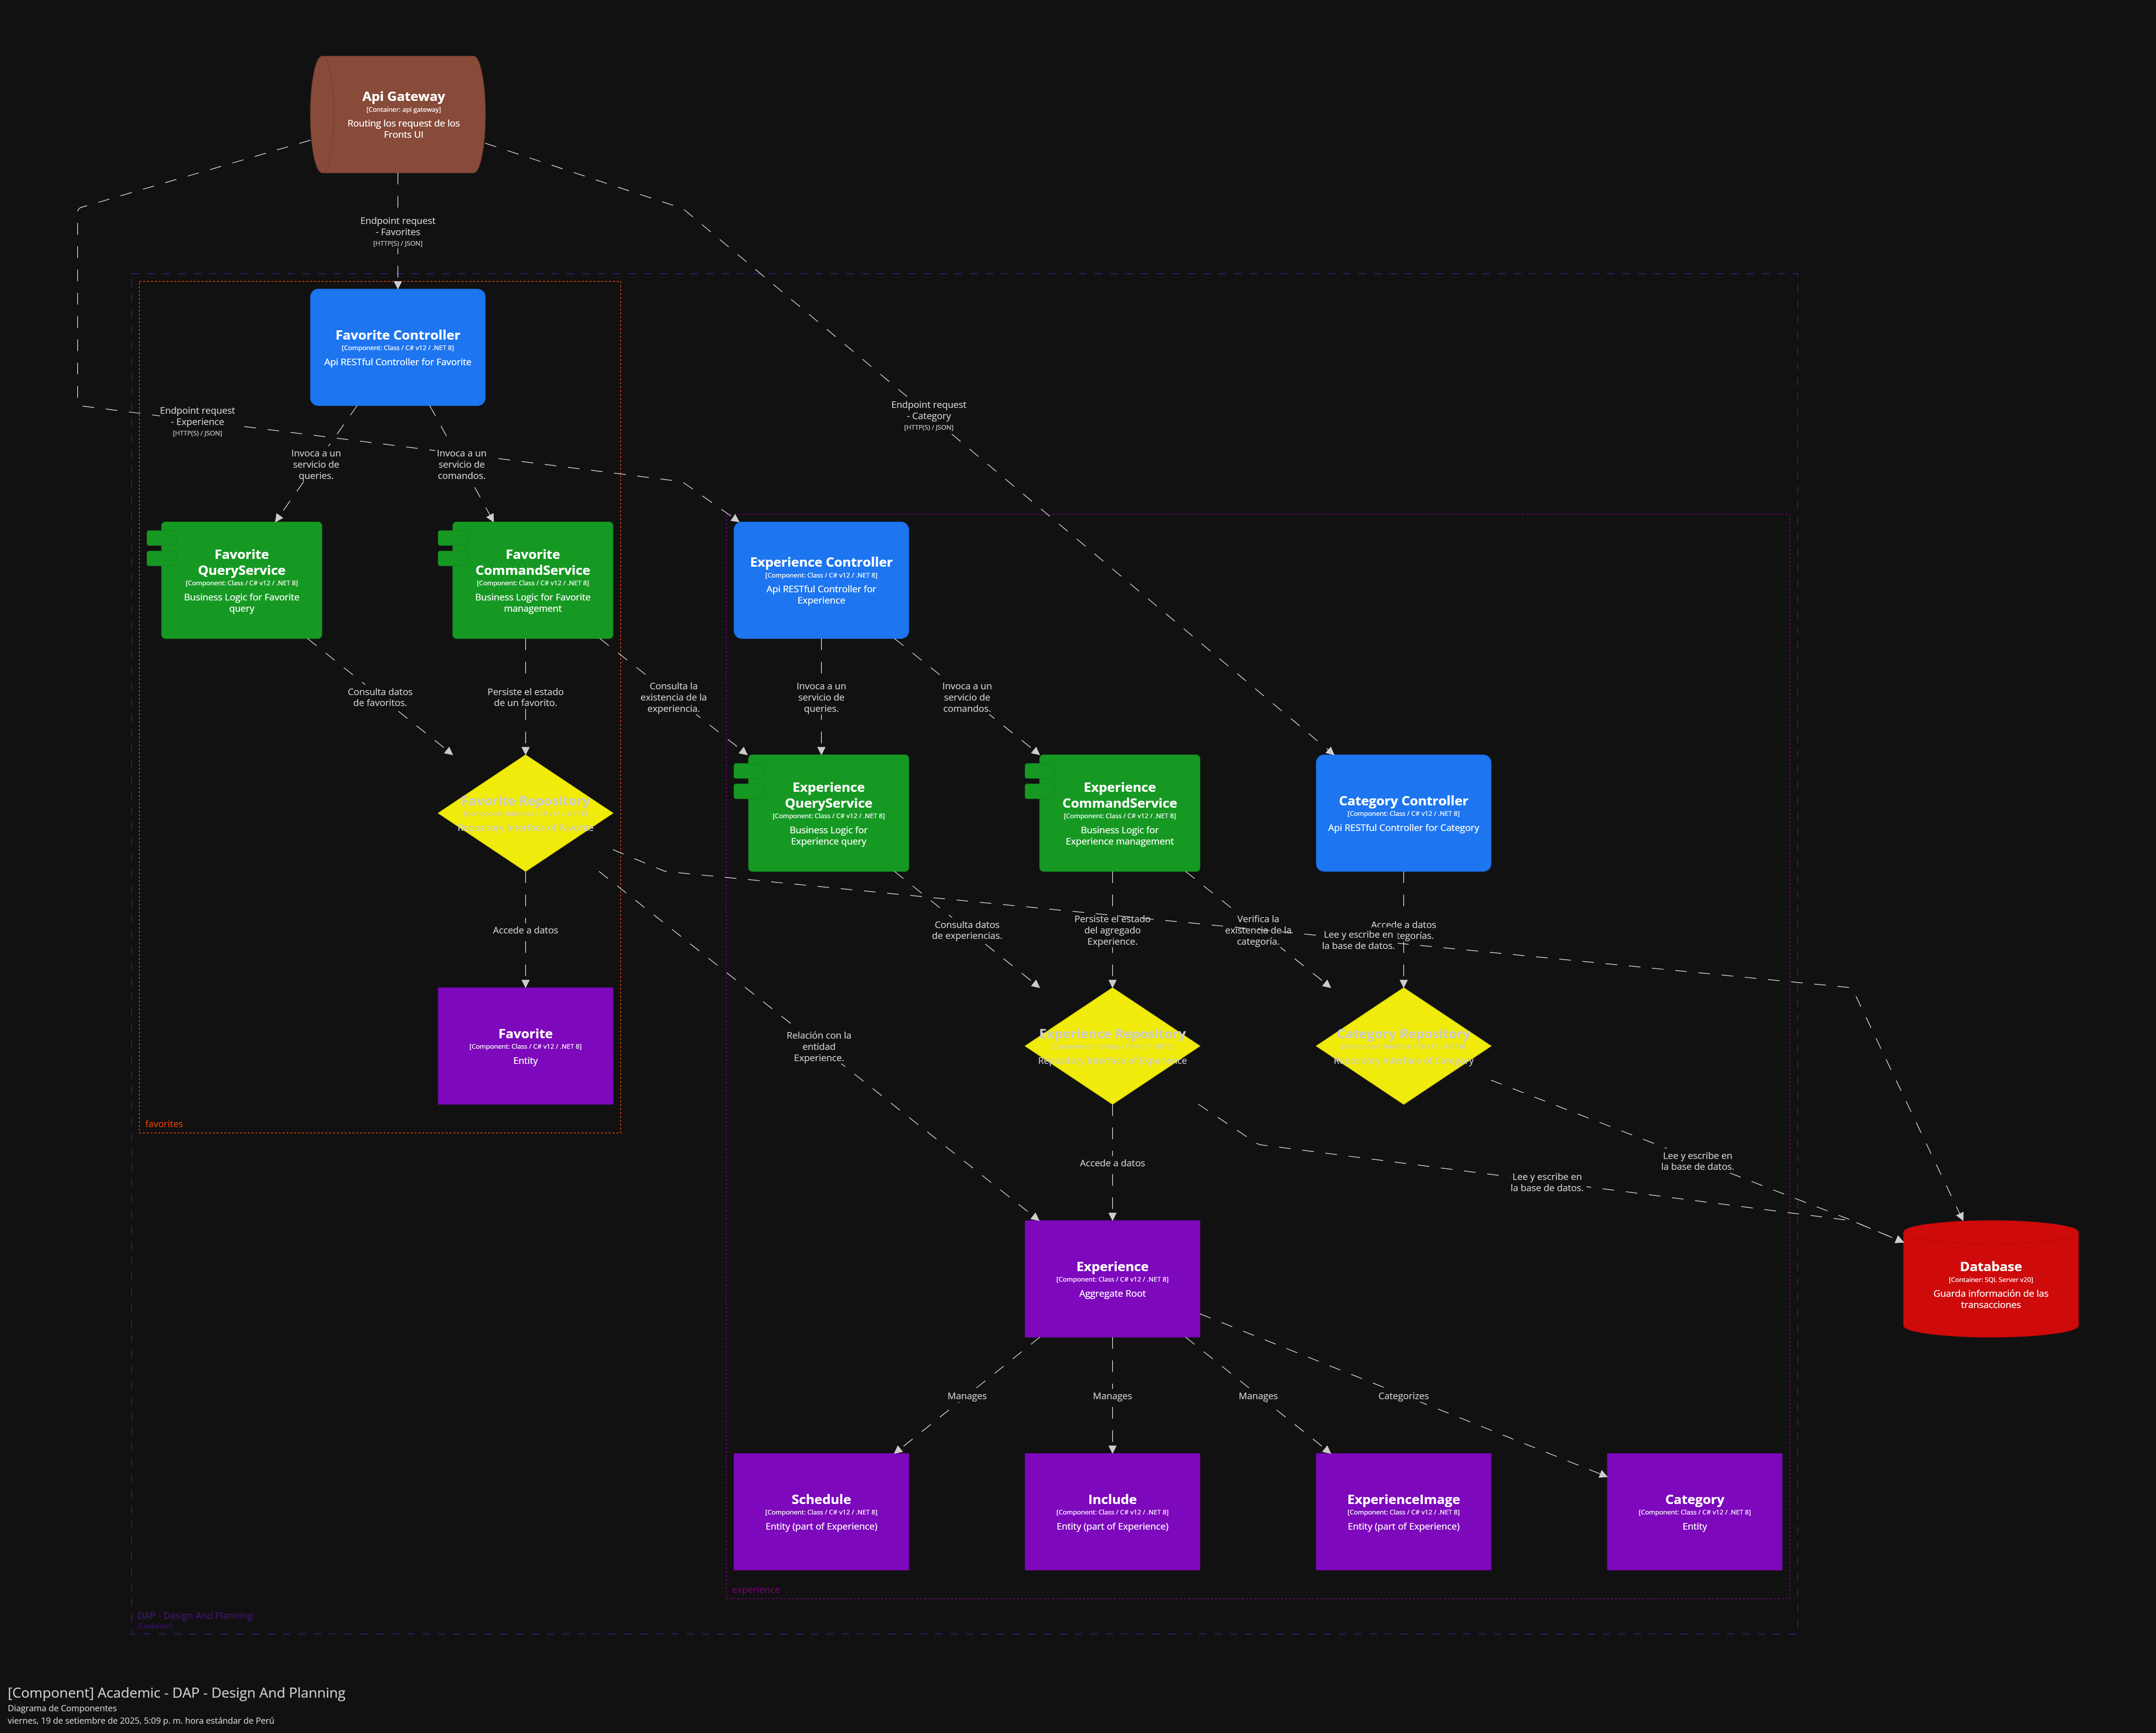 Api Gateway
[Container: api gateway]
Routing los request de los
Fronts UI
Endpoint request
- Favorites
[HTTP(S) / JSON]
Favorite Controller
[Component: Class / C# v12 / .NET 8]
Api RESTful Controller for Favorite
Endpoint request
- Experience
[HTTP(S) / JSON]
Endpoint request
- Category
[HTTP(S) / JSON]
Invoca a un
servicio de
queries.
Invoca a un
servicio de
comandos.
Favorite
QueryService
[Component: Class / C# v12 / .NET 8]
Business Logic for Favorite
query
Favorite
CommandService
[Component: Class / C# v12 / .NET 8]
Business Logic for Favorite
management
Experience Controller
[Component: Class / C# v12 / .NET 8]
Api RESTful Controller for
Experience
Consulta datos
de favoritos.
Persiste el estado
de un favorito.
Consulta la
existencia de la
experiencia.
Invoca a un
servicio de
queries.
Invoca a un
servicio de
comandos.
Favorite Repository
Repository Interface of Favorite
Experience
QueryService
[Component: Class / C# v12 / .NET 8]
Business Logic for
Experience query
Experience
CommandService
[Component: Class / C# v12 / .NET 8]
Business Logic for
Experience management
Category Controller
[Component: Class / C# v12 / .NET 8]
Api RESTful Controller for Category
Accede a datos
Consulta datos
de experiencias.
Persiste el estado
del agregado
Experience.
Verifica la
existencia de la
categoría.
Accede a datos
Lee y escribe en
la base de datos.
Favorite
[Component: Class / C# v12 / .NET 8]
Entity
Relación con la
entidad
Experience.
Experience Repository
Repository Interface of Experience
Category Repository
Repository Interface of Category
favorites
Accede a datos
Lee y escribe en
la base de datos.
Lee y escribe en
la base de datos.
Experience
[Component: Class / C# v12 / .NET 8]
Aggregate Root
Database
[Container: SQL Server v20]
Guarda información de las
transacciones
Manages
Manages
Manages
Categorizes
Schedule
[Component: Class / C# v12 / .NET 8]
Entity (part of Experience)
Include
[Component: Class / C# v12 / .NET 8]
Entity (part of Experience)
ExperienceImage
[Component: Class / C# v12 / .NET 8]
Entity (part of Experience)
Category
[Component: Class / C# v12 / .NET 8]
Entity
experience
DAP - Design And Planning
[Container]
[Component] Academic - DAP - Design And Planning
Diagrama de Componentes
viernes, 19 de setiembre de 2025, 5:09 p. m. hora estándar de Perú